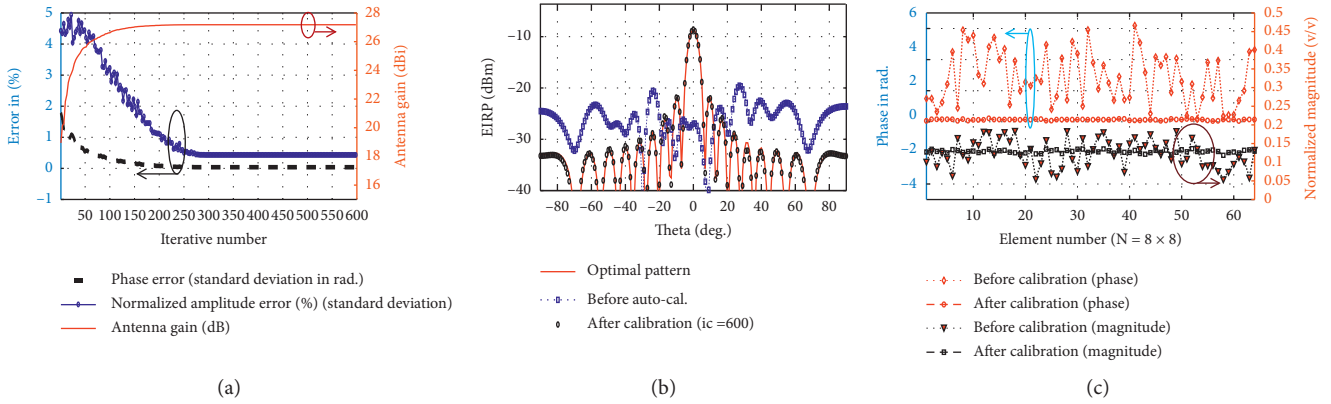 Error in (%)
5
4
3
2
1
0
−1
50 100 150 200 250 300 350 400 450 500 550 600
Iterative number
28
26
24
22
20
18
16
Antenna gain (dBi)
Phase error (standard deviation in rad.)
Normalized amplitude error (%) (standard deviation)
Antenna gain (dB)
(a)
EIRP (dBm)
−10
−20
−30
−40
−80 −60 −40 −20 0 20 40 60 80
Theta (deg.)
Optimal pattern
Before auto-cal.
After calibration (ic =600)
(b)
Phase in rad.
6
4
2
0
−2
−4
10 20 30 40 50 60
Element number (N = 8 × 8)
0.5
0.45
0.40
0.35
0.30
0.25
0.2
0.15
0.1
0.05
0
Normalized magnitude (v/v)
Before calibration (phase)
After calibration (phase)
Before calibration (magnitude)
After calibration (magnitude)
(c)